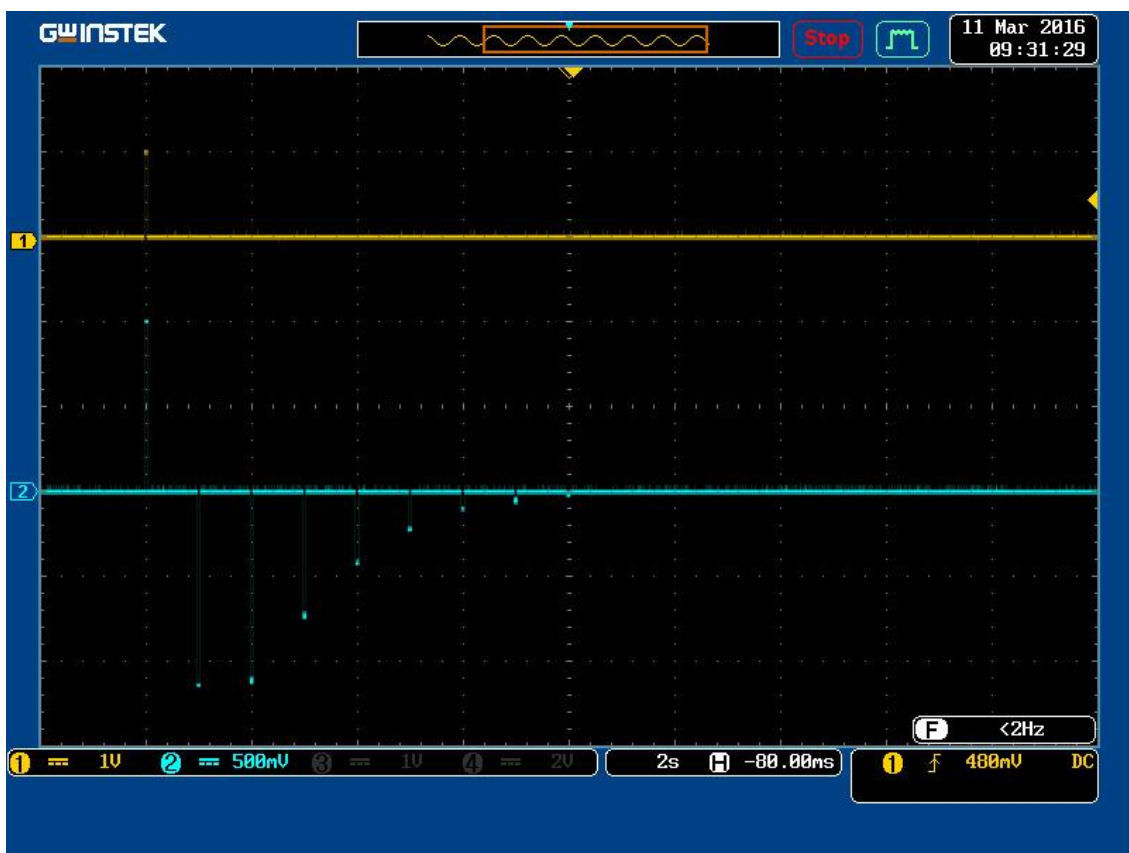 GWINSTEK
Stop
11 Mar 2016
09:31:29
1
2
F <2Hz
1 1V 2 500mV 3 1V 4 2V
2s H -80.00ms
1 480mV DC